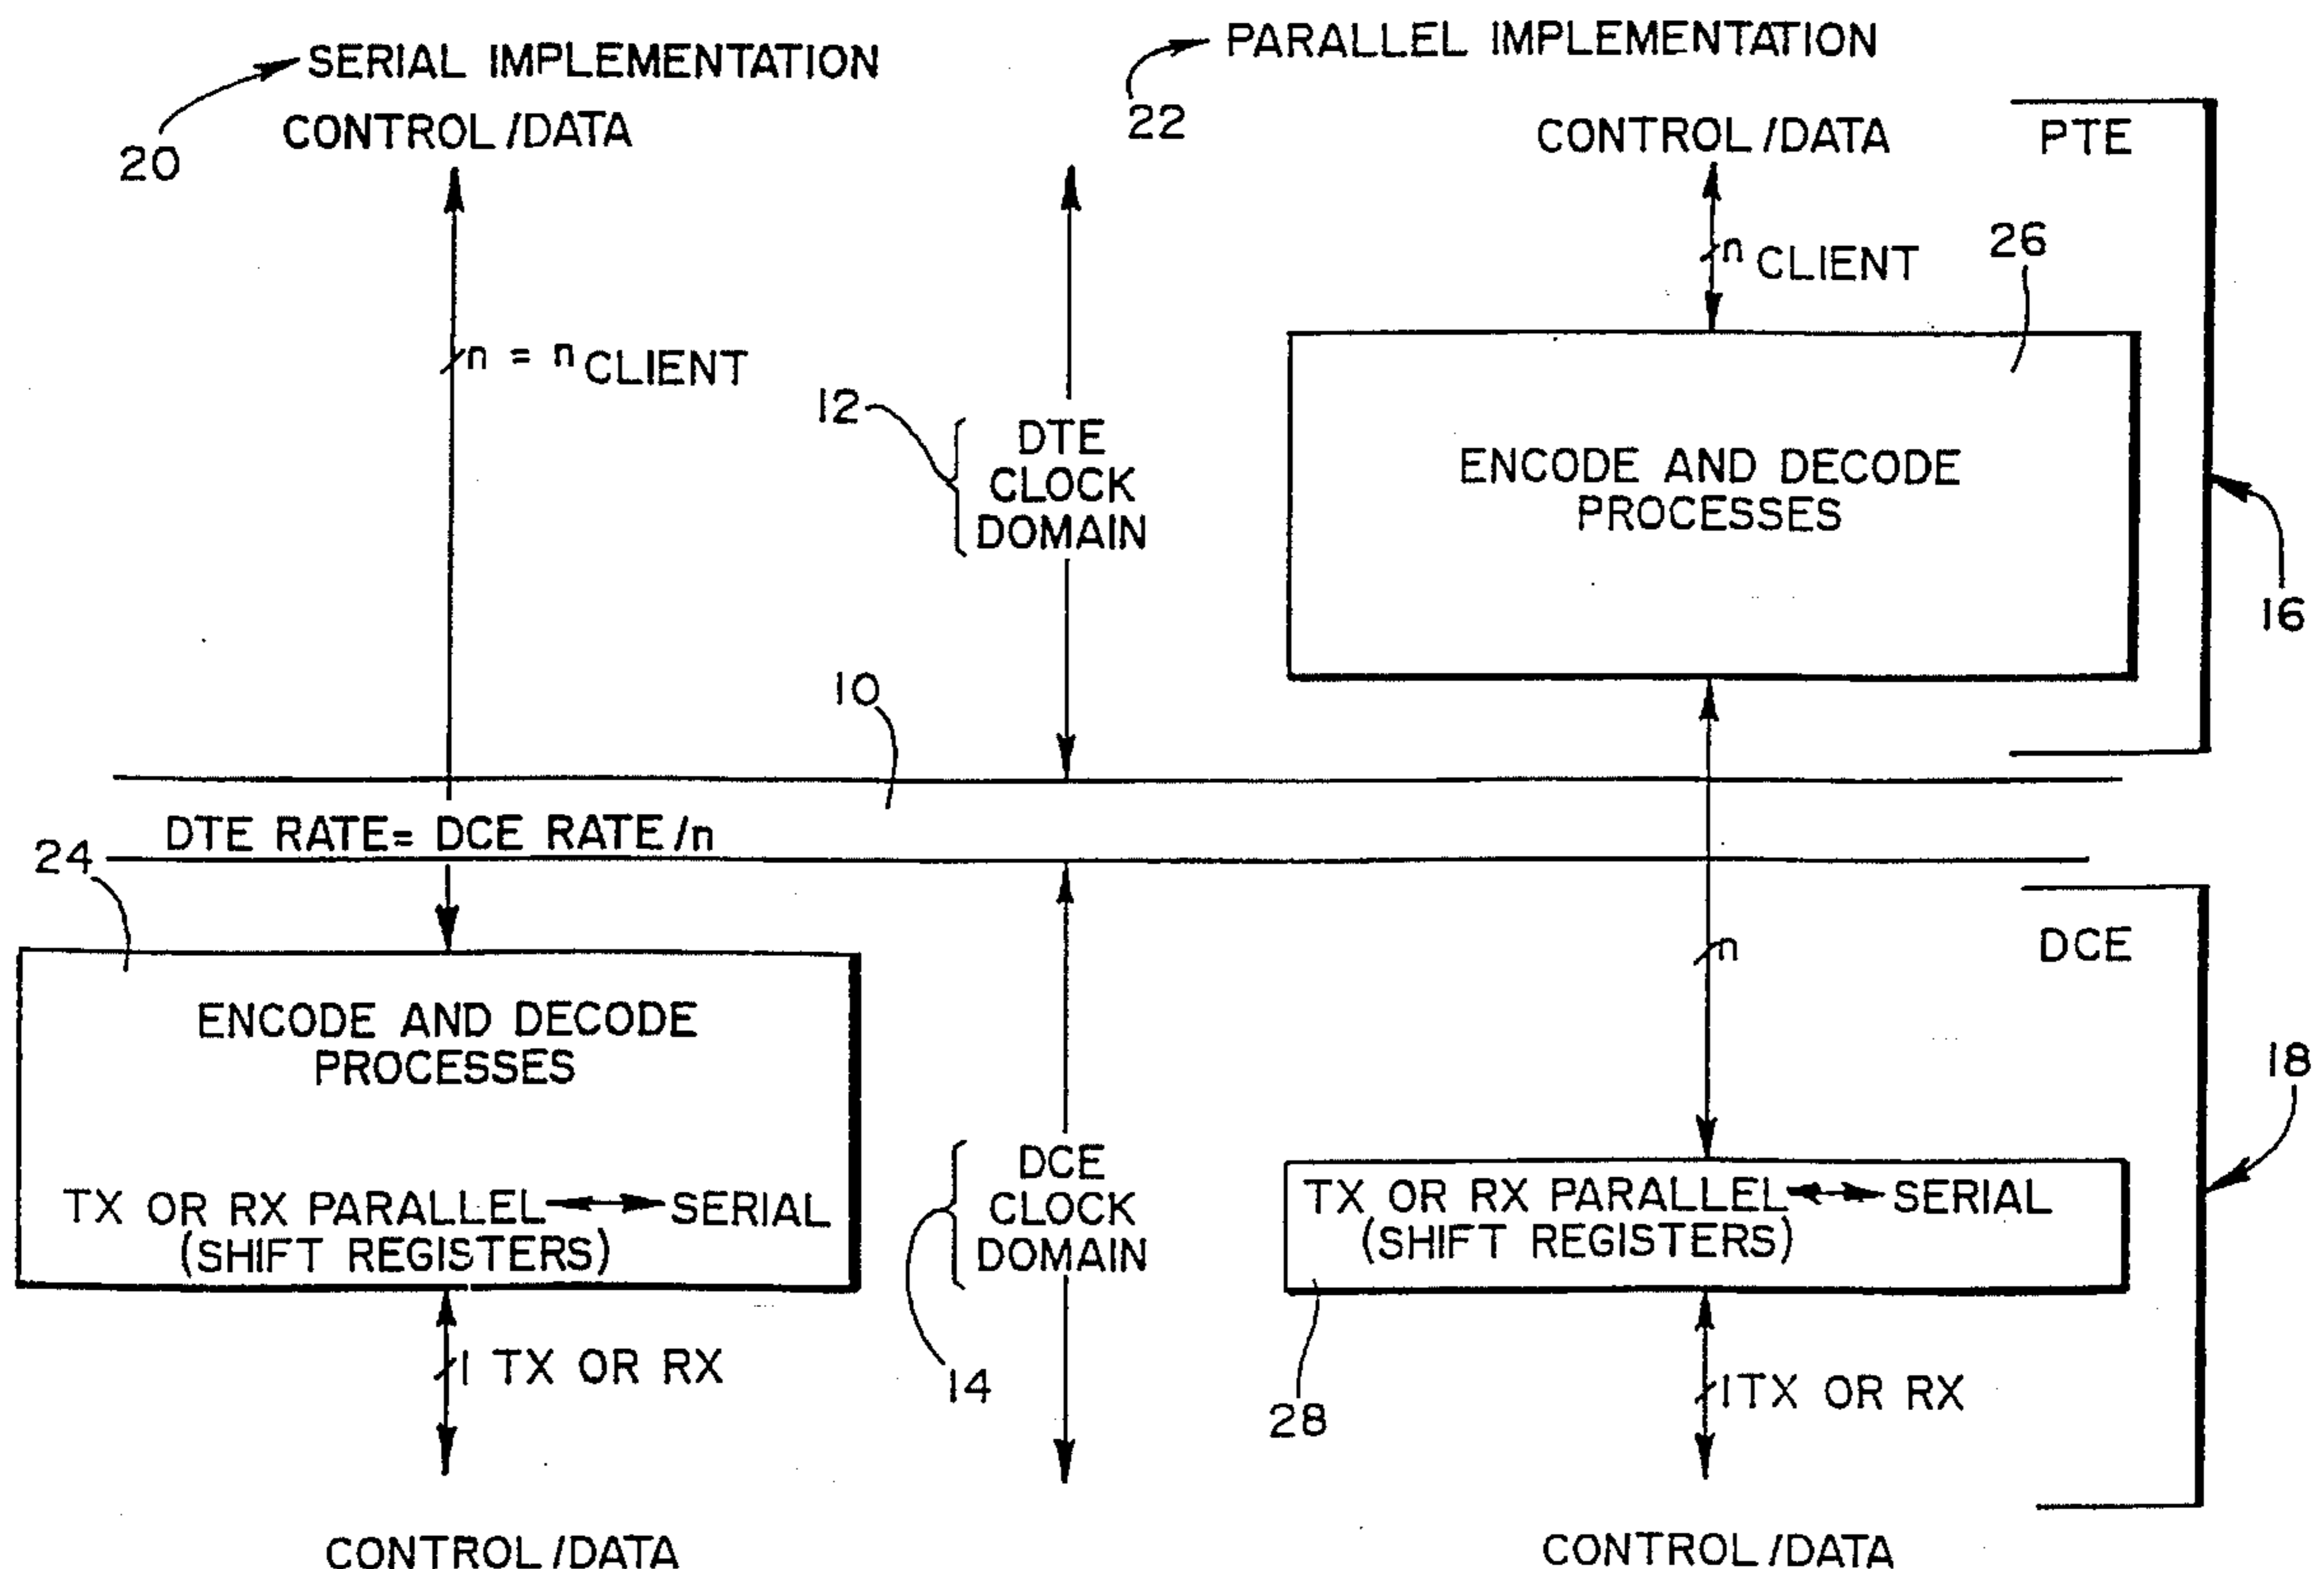 SERIAL IMPLEMENTATION
20
CONTROL/DATA
n = n CLIENT
PARALLEL IMPLEMENTATION
22
CONTROL/DATA
PTE
n CLIENT
26
12
DTE
CLOCK
DOMAIN
ENCODE AND DECODE
PROCESSES
16
10
DTE RATE= DCE RATE/n
24
ENCODE AND DECODE
PROCESSES
TX OR RX PARALLEL SERIAL
(SHIFT REGISTERS)
1 TX OR RX
CONTROL/DATA
DCE
CLOCK
DOMAIN
14
n
DCE
18
TX OR RX PARALLEL SERIAL
(SHIFT REGISTERS)
28
1 TX OR RX
CONTROL/DATA